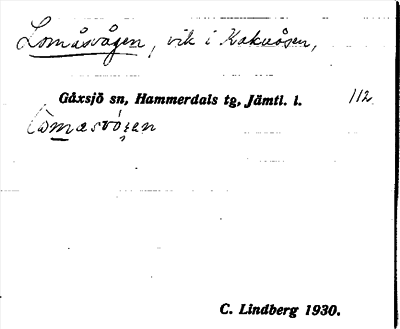 Lomåsvågen, vik i Kakuåsen,
Gåxsjö sn, Hammerdals tg, Jämtl. l. 112
C. Lindberg 1930.